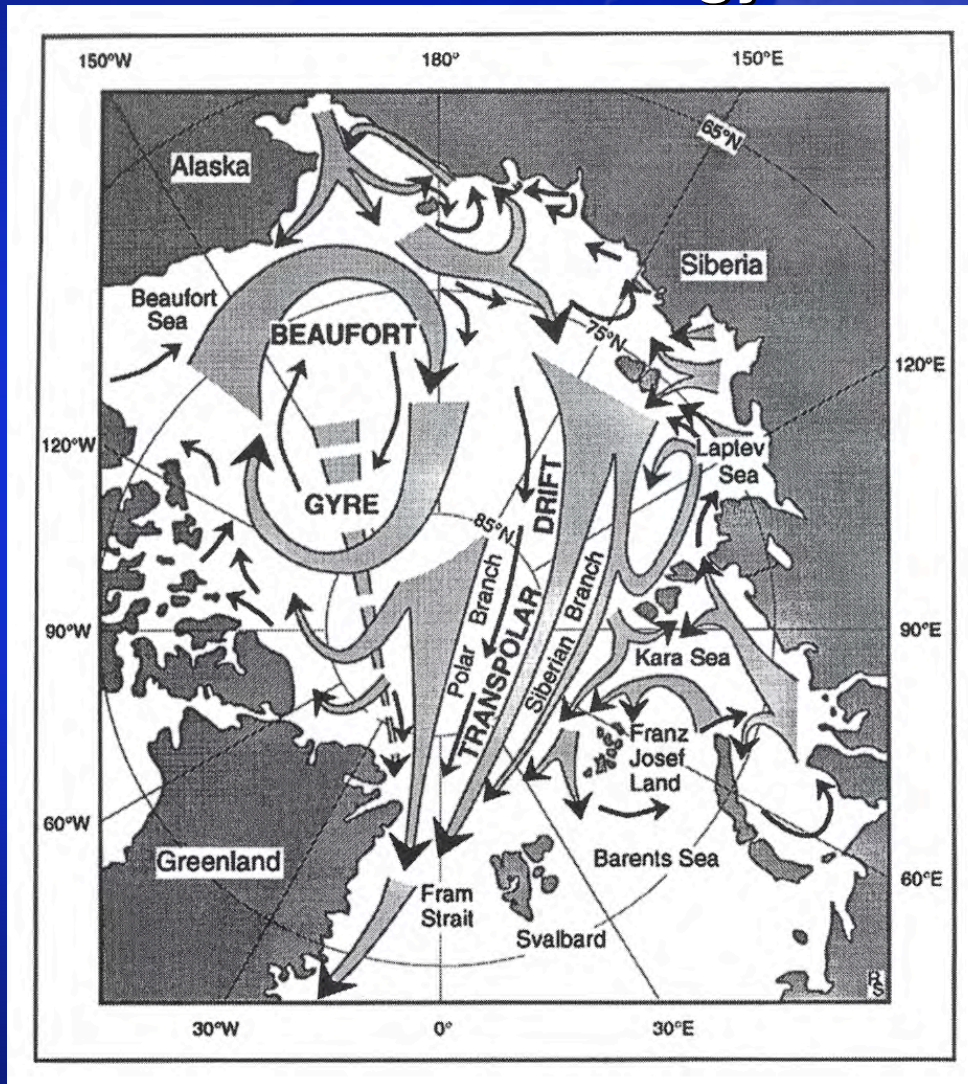 150°W 180° 150°E
65°N
Alaska
Siberia
Beaufort
Sea
BEAUFORT
75°N
120°E
120°W
Laptev
Sea
GYRE
DRIFT
85°N
Polar Branch
TRANSPOLAR
Siberian Branch
90°W
90°E
Kara Sea
Franz
Josef
Land
60°W
Greenland
Barents Sea
60°E
Fram
Strait
Svalbard
30°W 0° 30°E